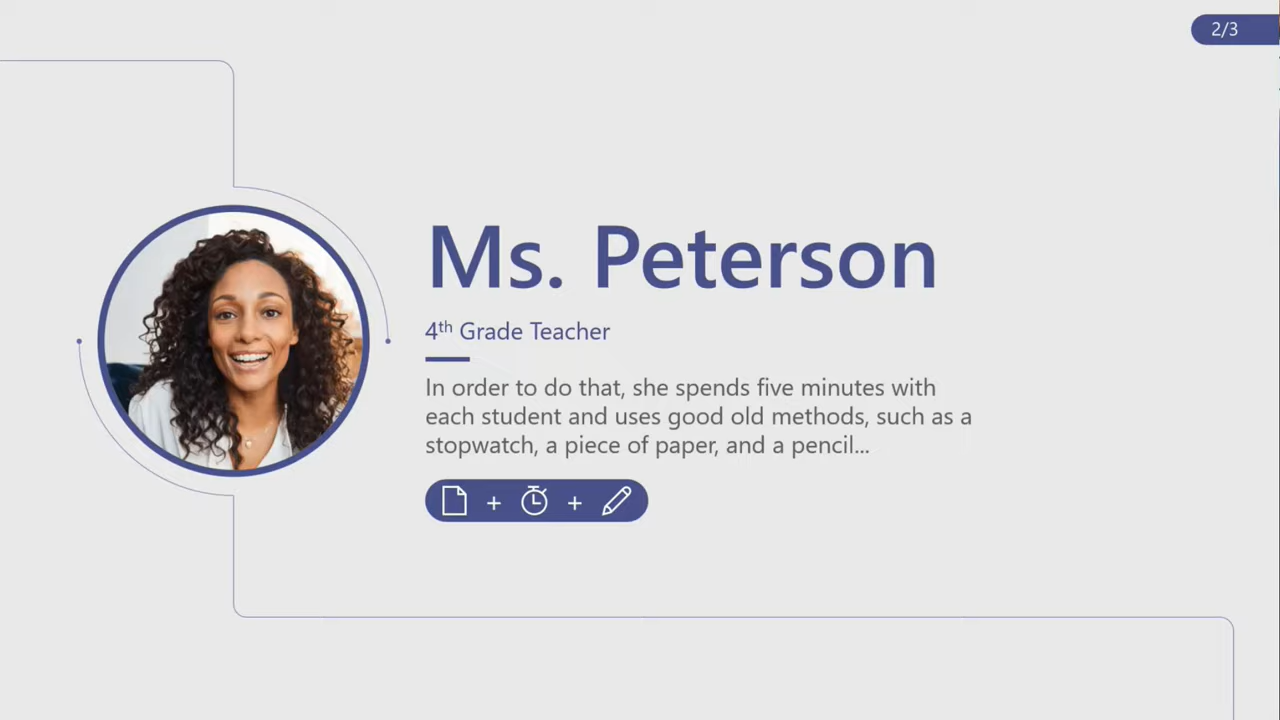 2/3
Ms. Peterson
4th Grade Teacher
In order to do that, she spends five minutes with
each student and uses good old methods, such as a
stopwatch, a piece of paper, and a pencil...
+ +